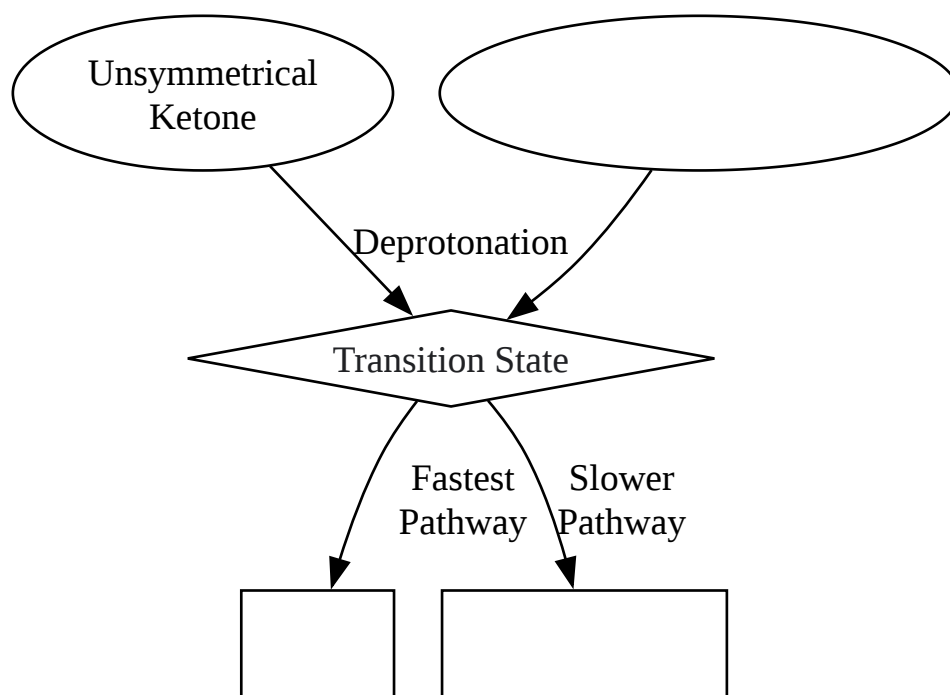 Unsymmetrical
Ketone
Deprotonation
Transition State
Fastest
Pathway
Slower
Pathway